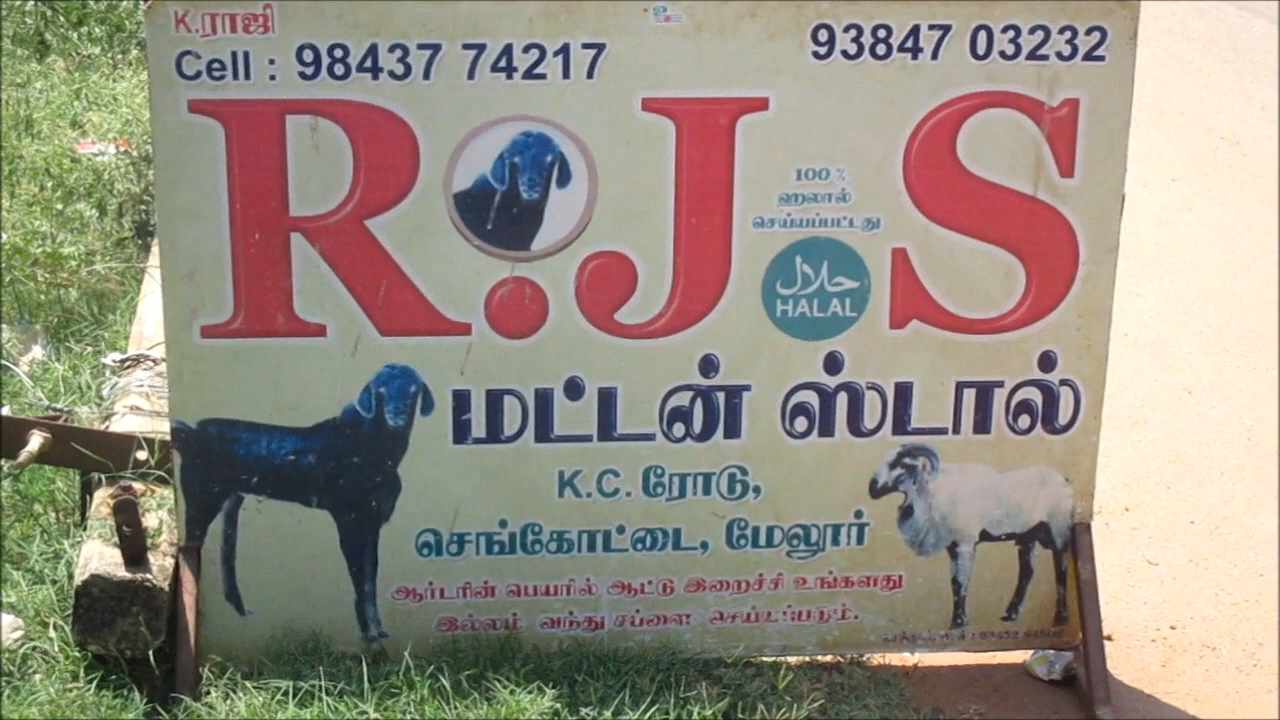 உ
K.ராஜி
Cell : 98437 74217
93847 03232
R.J S
100 %
ஹலால்
செய்யப்பட்டது
حلال
HALAL
மட்டன் ஸ்டால்
K.C. ரோடு,
செங்கோட்டை, மேலூர்
ஆர்டரின் பெயரில் ஆட்டு இறைச்சி உங்களது
இல்லம் வந்து சப்ளை செய்யப்படும்.